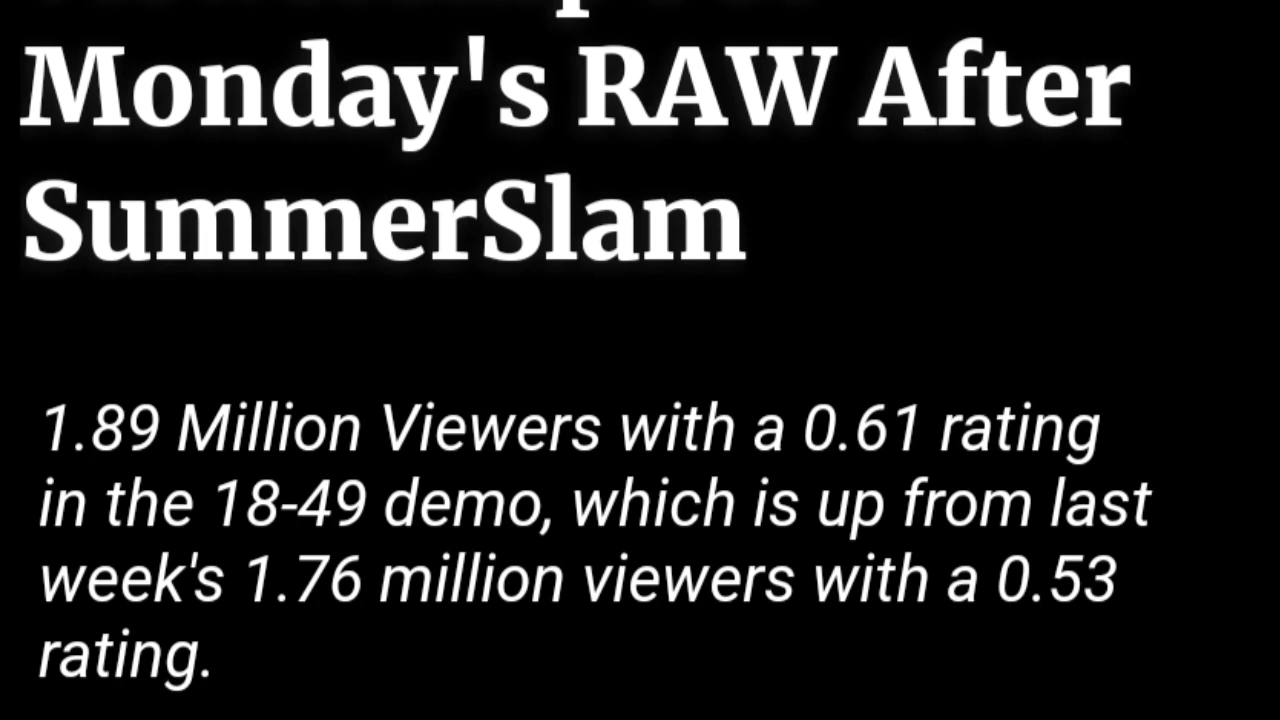 Monday's RAW After
SummerSlam
1.89 Million Viewers with a 0.61 rating
in the 18-49 demo, which is up from last
week's 1.76 million viewers with a 0.53
rating.